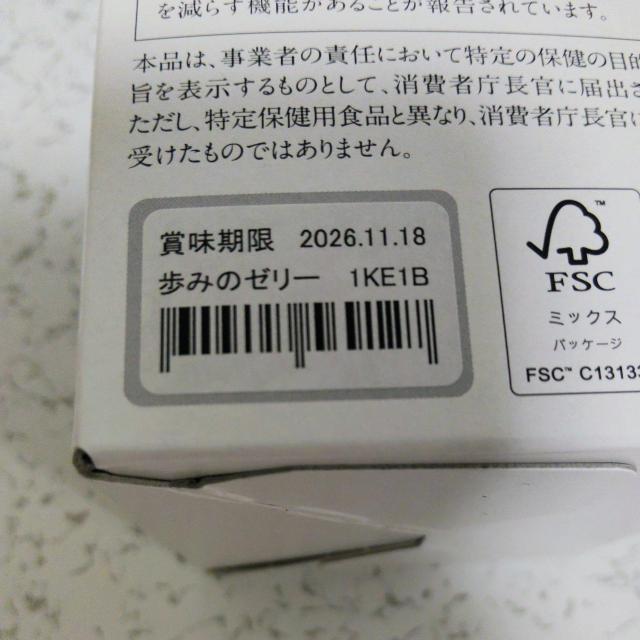 を減らす機能があることが報告されています。
本品は、事業者の責任において特定の保健の目的
旨を表示するものとして、消費者庁長官に届出さ
ただし、特定保健用食品と異なり、消費者庁長官に
受けたものではありません。
賞味期限 2026.11.18
歩みのゼリー 1KE1B
FSC
ミックス
パッケージ
FSC™ C13133